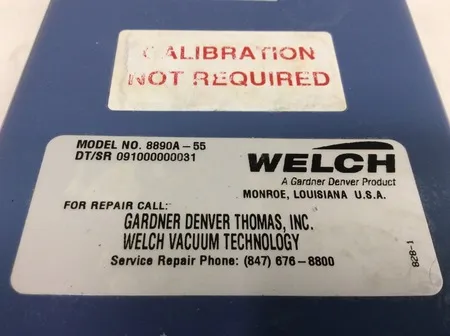 CALIBRATION
NOT REQUIRED
MODEL NO. 8890A-55
DT/SR 091000000031
WELCH
A Gardner Denver Product
MONROE, LOUISIANA U.S.A.
FOR REPAIR CALL:
GARDNER DENVER THOMAS, INC.
WELCH VACUUM TECHNOLOGY
Service Repair Phone: (847) 676-8800
828-1